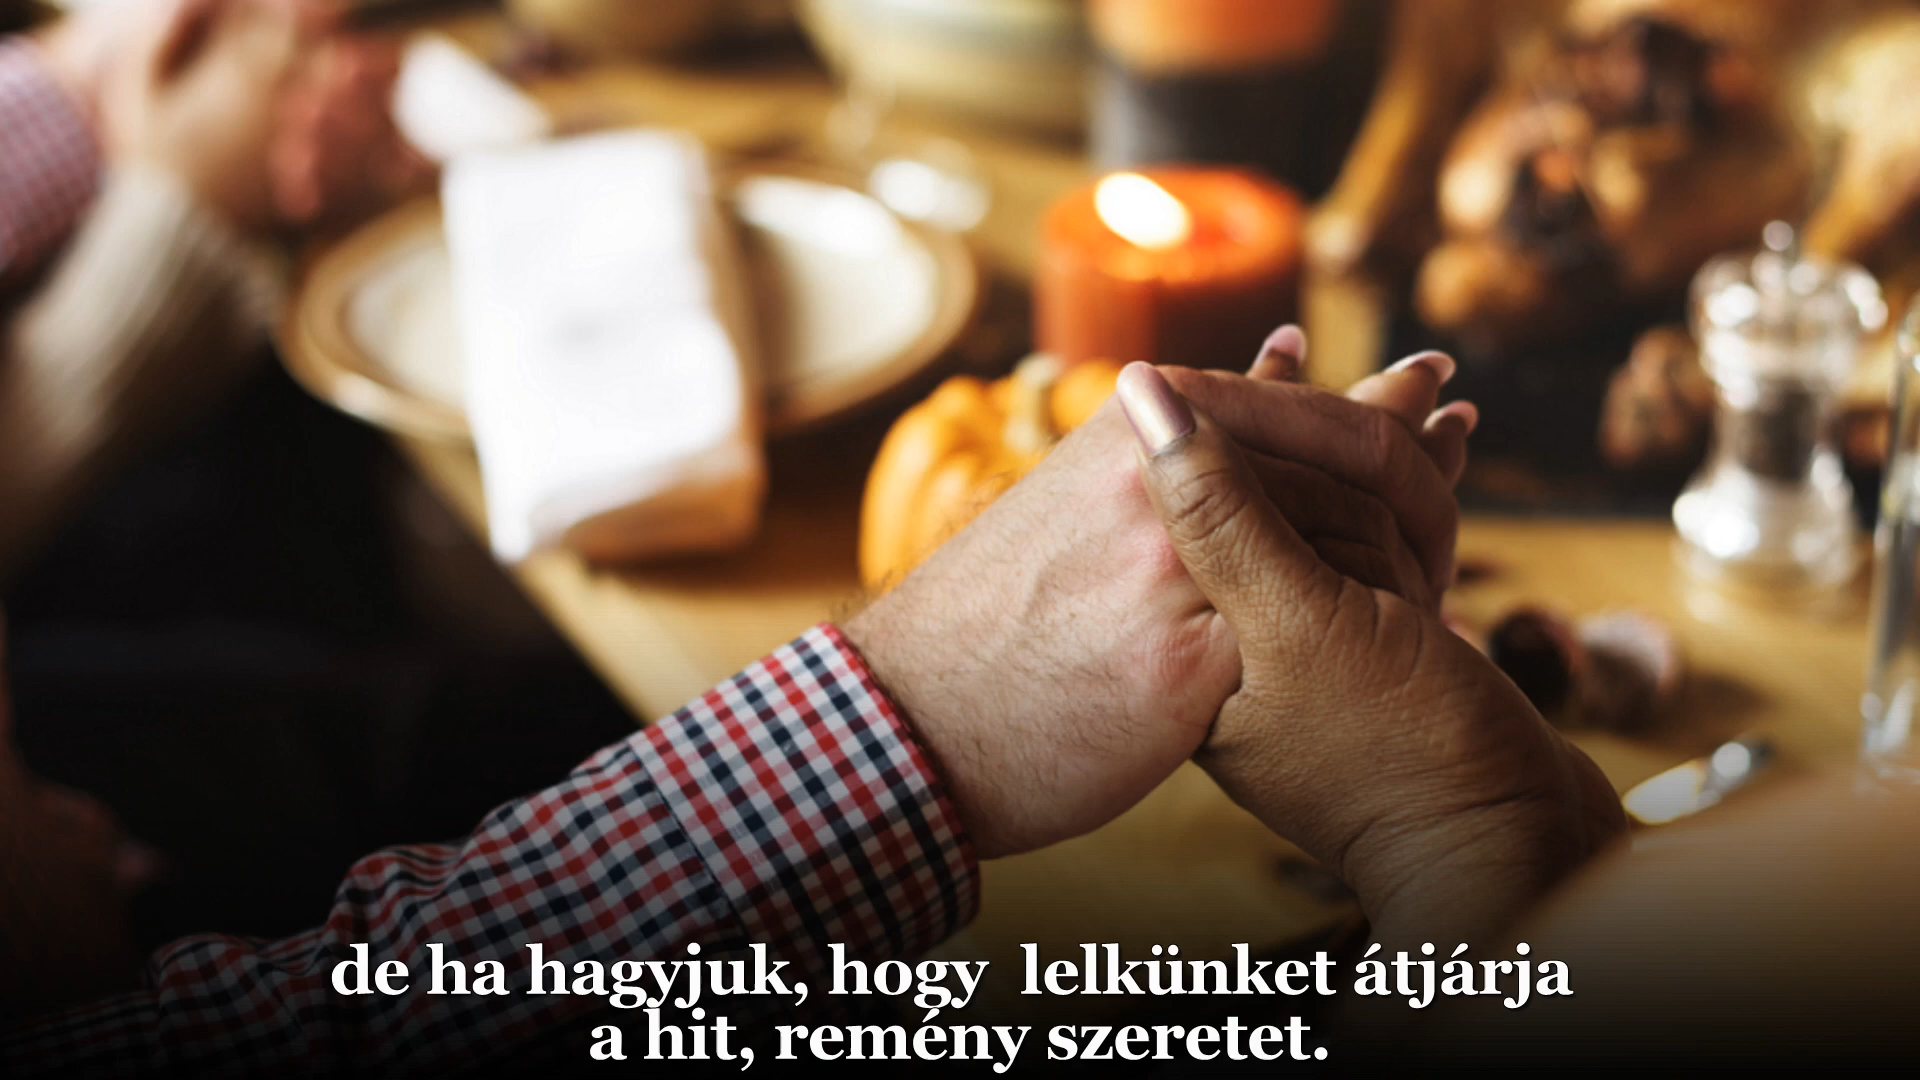 de ha hagyjuk, hogy  lelkünket átjárja
a hit, remény szeretet.